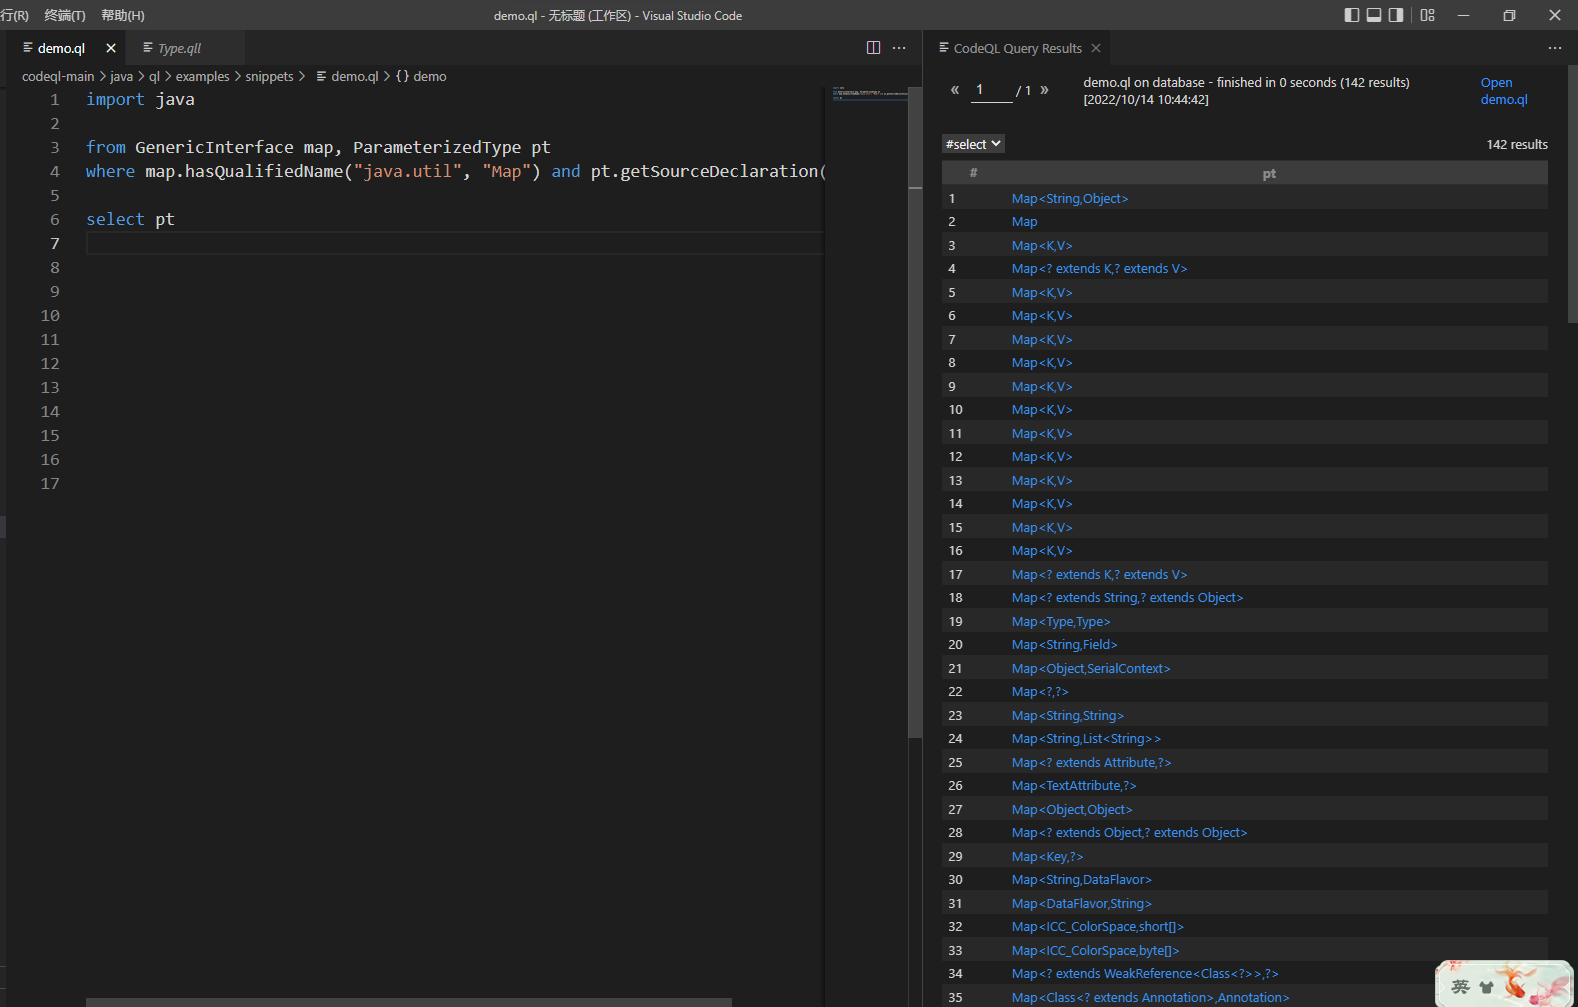 行(R) 终端(T) 帮助(H)
demo.ql - 无标题 (工作区) - Visual Studio Code
demo.ql
Type.qll
codeql-main > java > ql > examples > snippets > demo.ql > {} demo
1 import java
2
3 from GenericInterface map, ParameterizedType pt
4 where map.hasQualifiedName("java.util", "Map") and pt.getSourceDeclaration(
5
6 select pt
7
8
9
10
11
12
13
14
15
16
17
CodeQL Query Results
« 1 / 1 »
demo.ql on database - finished in 0 seconds (142 results)
[2022/10/14 10:44:42]
Open
demo.ql
#select
142 results
# pt
1 Map<String,Object>
2 Map
3 Map<K,V>
4 Map<? extends K,? extends V>
5 Map<K,V>
6 Map<K,V>
7 Map<K,V>
8 Map<K,V>
9 Map<K,V>
10 Map<K,V>
11 Map<K,V>
12 Map<K,V>
13 Map<K,V>
14 Map<K,V>
15 Map<K,V>
16 Map<K,V>
17 Map<? extends K,? extends V>
18 Map<? extends String,? extends Object>
19 Map<Type,Type>
20 Map<String,Field>
21 Map<Object,SerialContext>
22 Map<?,?>
23 Map<String,String>
24 Map<String,List<String>>
25 Map<? extends Attribute,?>
26 Map<TextAttribute,?>
27 Map<Object,Object>
28 Map<? extends Object,? extends Object>
29 Map<Key,?>
30 Map<String,DataFlavor>
31 Map<DataFlavor,String>
32 Map<ICC_ColorSpace,short[]>
33 Map<ICC_ColorSpace,byte[]>
34 Map<? extends WeakReference<Class<?>>,?>
35 Map<Class<? extends Annotation>,Annotation>
英